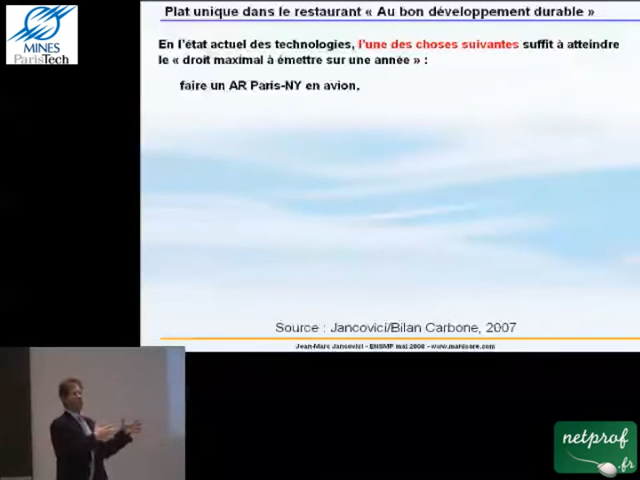 MINES
ParisTech
Plat unique dans le restaurant « Au bon développement durable »
En l'état actuel des technologies, l'une des choses suivantes suffit à atteindre
le « droit maximal à émettre sur une année » :
faire un AR Paris-NY en avion,
Source : Jancovici/Bilan Carbone, 2007
Jean-Marc Jancovici - ENSMP mai 2008 - www.manicore.com
netprof
.fr